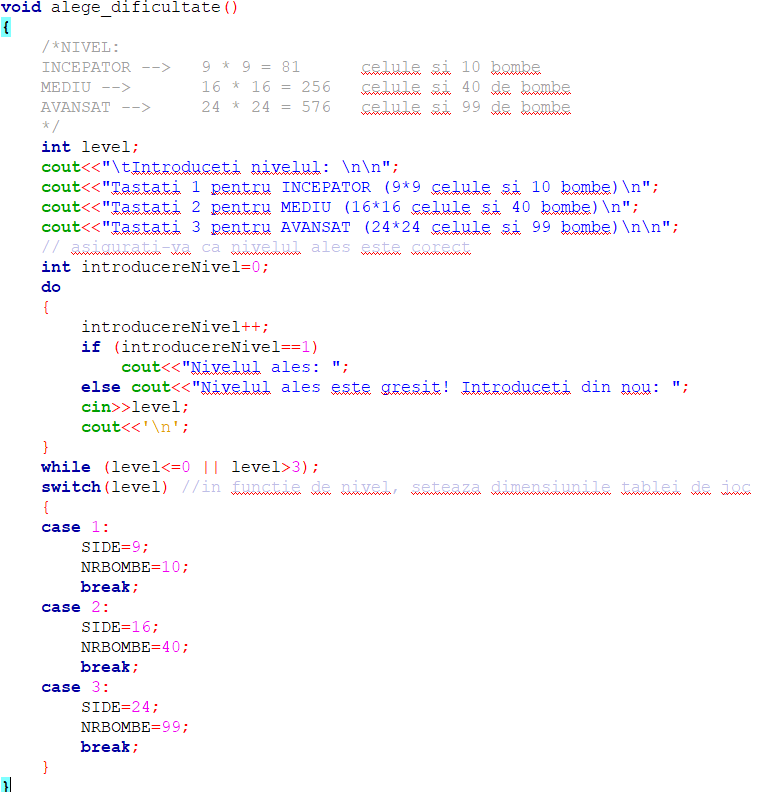 void alege_dificultate()
{
    /*NIVEL:
    INCEPATOR -->   9 * 9 = 81      celule si 10 bombe
    MEDIU -->       16 * 16 = 256   celule si 40 de bombe
    AVANSAT -->     24 * 24 = 576   celule si 99 de bombe
    */
    int level;
    cout<<"\tIntroduceti nivelul: \n\n";
    cout<<"Tastati 1 pentru INCEPATOR (9*9 celule si 10 bombe)\n";
    cout<<"Tastati 2 pentru MEDIU (16*16 celule si 40 bombe)\n";
    cout<<"Tastati 3 pentru AVANSAT (24*24 celule si 99 bombe)\n\n";
    // asigurati-va ca nivelul ales este corect
    int introducereNivel=0;
    do
    {
        introducereNivel++;
        if (introducereNivel==1)
            cout<<"Nivelul ales: ";
        else cout<<"Nivelul ales este gresit! Introduceti din nou: ";
        cin>>level;
        cout<<'\n';
    }
    while (level<=0 || level>3);
    switch(level) //in functie de nivel, seteaza dimensiunile tablei de joc
    {
    case 1:
        SIDE=9;
        NRBOMBE=10;
        break;
    case 2:
        SIDE=16;
        NRBOMBE=40;
        break;
    case 3:
        SIDE=24;
        NRBOMBE=99;
        break;
    }
}